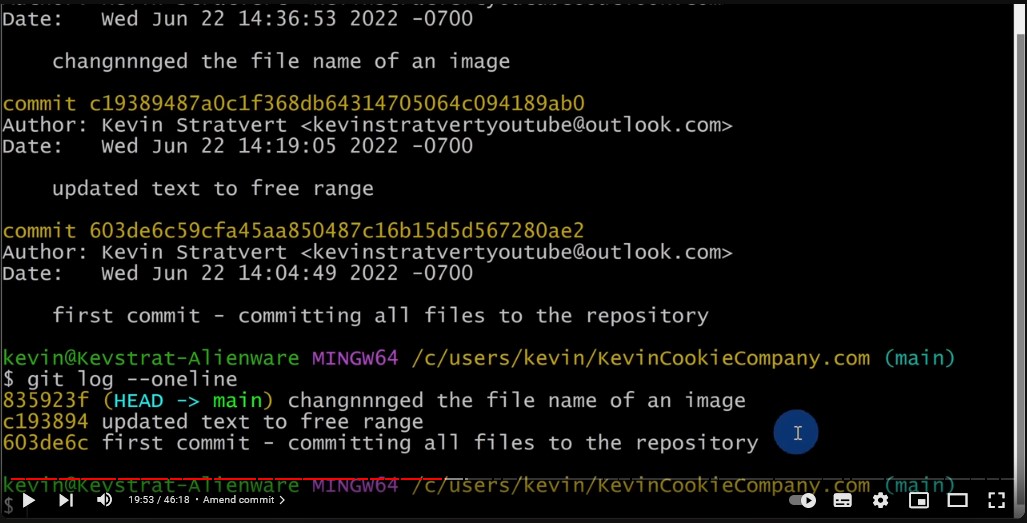 Date:   Wed Jun 22 14:36:53 2022 -0700
changnnnged the file name of an image
commit c19389487a0c1f368db64314705064c094189ab0
Author: Kevin Stratvert <kevinstratvertyoutube@outlook.com>
Date:   Wed Jun 22 14:19:05 2022 -0700
updated text to free range
commit 603de6c59cfa45aa850487c16b15d5d567280ae2
Author: Kevin Stratvert <kevinstratvertyoutube@outlook.com>
Date:   Wed Jun 22 14:04:49 2022 -0700
first commit - committing all files to the repository
kevin@Kevstrat-Alienware MINGW64 /c/users/kevin/KevinCookieCompany.com (main)
$ git log --oneline
835923f (HEAD -> main) changnnnged the file name of an image
c193894 updated text to free range
603de6c first commit - committing all files to the repository
kevin@Kevstrat-Alienware MINGW64 /c/users/kevin/KevinCookieCompany.com (main)
19:53 / 46:18 • Amend commit >
$